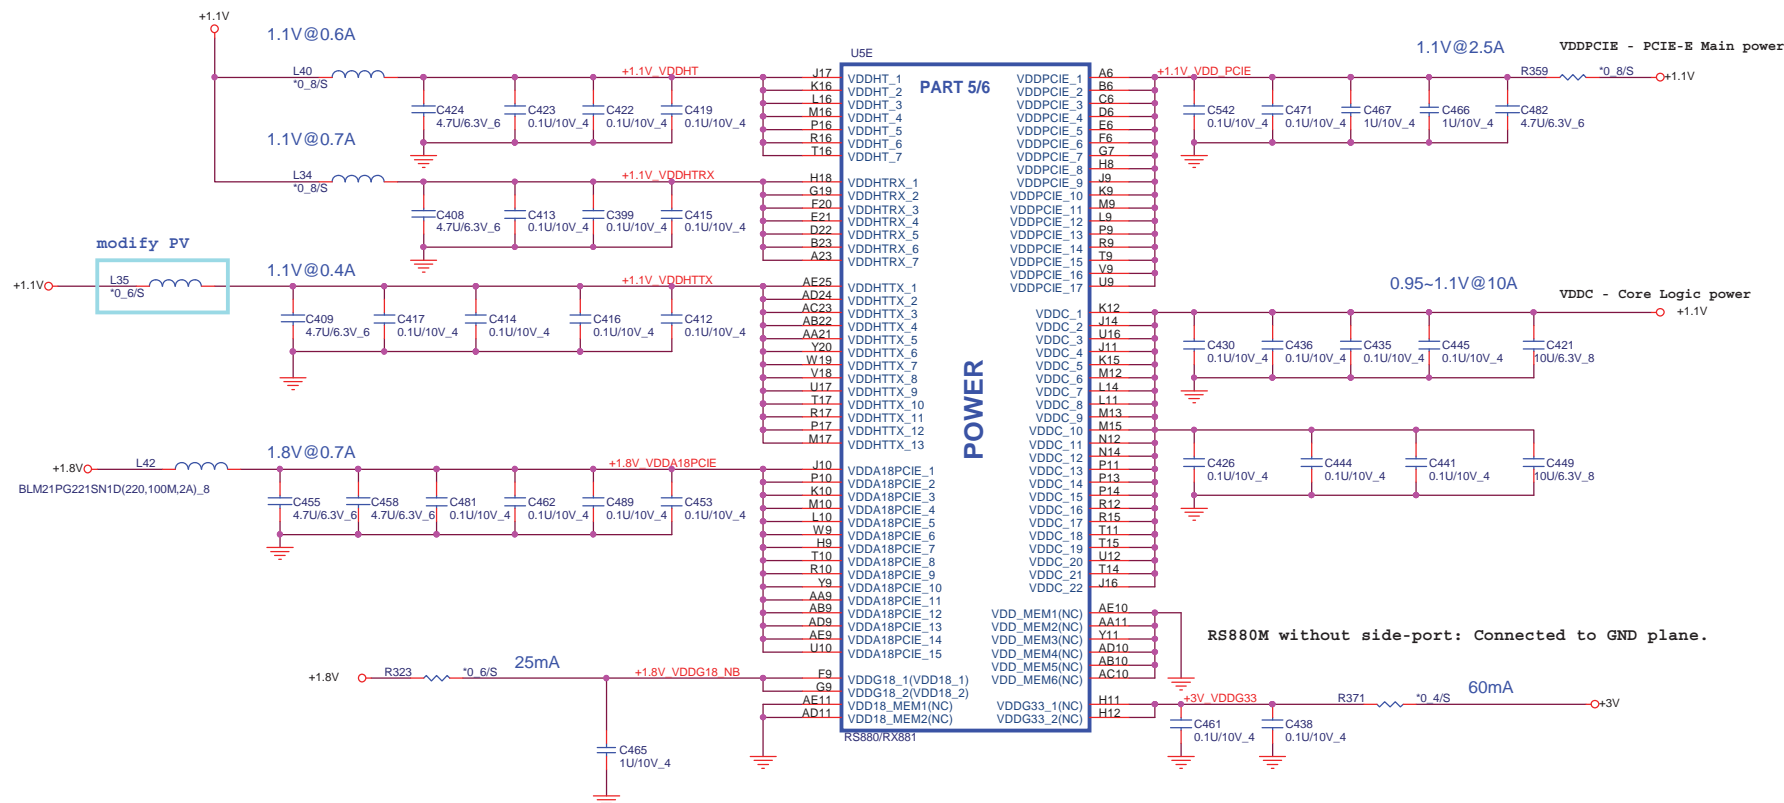 +1.1V
1.1V@0.6A
L40
*0_8/S
+1.1V_VDDHT
C424
4.7U/6.3V_6
C423
0.1U/10V_4
C422
0.1U/10V_4
C419
0.1U/10V_4
1.1V@0.7A
L34
*0_8/S
+1.1V_VDDHTRX
C408
4.7U/6.3V_6
C413
0.1U/10V_4
C399
0.1U/10V_4
C415
0.1U/10V_4
modify PV
+1.1V
L35
*0_6/S
1.1V@0.4A
+1.1V_VDDHTTX
C409
4.7U/6.3V_6
C417
0.1U/10V_4
C414
0.1U/10V_4
C416
0.1U/10V_4
C412
0.1U/10V_4
1.8V@0.7A
+1.8V
L42
BLM21PG221SN1D(220,100M,2A)_8
+1.8V_VDDA18PCIE
C455
4.7U/6.3V_6
C458
4.7U/6.3V_6
C481
0.1U/10V_4
C462
0.1U/10V_4
C489
0.1U/10V_4
C453
0.1U/10V_4
+1.8V
R323
*0_6/S
25mA
+1.8V_VDDG18_NB
C465
1U/10V_4
U5E
PART 5/6
POWER
J17 VDDHT_1
K16 VDDHT_2
L16 VDDHT_3
M16 VDDHT_4
P16 VDDHT_5
R16 VDDHT_6
T16 VDDHT_7
H18 VDDHTRX_1
G19 VDDHTRX_2
F20 VDDHTRX_3
E21 VDDHTRX_4
D22 VDDHTRX_5
B23 VDDHTRX_6
A23 VDDHTRX_7
AE25 VDDHTTX_1
AD24 VDDHTTX_2
AC23 VDDHTTX_3
AB22 VDDHTTX_4
AA21 VDDHTTX_5
Y20 VDDHTTX_6
W19 VDDHTTX_7
V18 VDDHTTX_8
U17 VDDHTTX_9
T17 VDDHTTX_10
R17 VDDHTTX_11
P17 VDDHTTX_12
M17 VDDHTTX_13
J10 VDDA18PCIE_1
P10 VDDA18PCIE_2
K10 VDDA18PCIE_3
M10 VDDA18PCIE_4
L10 VDDA18PCIE_5
W9 VDDA18PCIE_6
H9 VDDA18PCIE_7
T10 VDDA18PCIE_8
R10 VDDA18PCIE_9
Y9 VDDA18PCIE_10
AA9 VDDA18PCIE_11
AB9 VDDA18PCIE_12
AD9 VDDA18PCIE_13
AE9 VDDA18PCIE_14
U10 VDDA18PCIE_15
F9 VDDG18_1(VDD18_1)
G9 VDDG18_2(VDD18_2)
AE11 VDD18_MEM1(NC)
AD11 VDD18_MEM2(NC)
RS880/RX881
VDDPCIE_1 A6
VDDPCIE_2 B6
VDDPCIE_3 C6
VDDPCIE_4 D6
VDDPCIE_5 E6
VDDPCIE_6 F6
VDDPCIE_7 G7
VDDPCIE_8 H8
VDDPCIE_9 J9
VDDPCIE_10 K9
VDDPCIE_11 M9
VDDPCIE_12 L9
VDDPCIE_13 P9
VDDPCIE_14 R9
VDDPCIE_15 T9
VDDPCIE_16 V9
VDDPCIE_17 U9
VDDC_1 K12
VDDC_2 J14
VDDC_3 U16
VDDC_4 J11
VDDC_5 K15
VDDC_6 M12
VDDC_7 L14
VDDC_8 L11
VDDC_9 M13
VDDC_10 M15
VDDC_11 N12
VDDC_12 N14
VDDC_13 P11
VDDC_14 P13
VDDC_15 P14
VDDC_16 R12
VDDC_17 R15
VDDC_18 T11
VDDC_19 T15
VDDC_20 U12
VDDC_21 T14
VDDC_22 J16
VDD_MEM1(NC) AE10
VDD_MEM2(NC) AA11
VDD_MEM3(NC) Y11
VDD_MEM4(NC) AD10
VDD_MEM5(NC) AB10
VDD_MEM6(NC) AC10
VDDG33_1(NC) H11
VDDG33_2(NC) H12
1.1V@2.5A
VDDPCIE - PCIE-E Main power
+1.1V_VDD_PCIE
R359
*0_8/S
+1.1V
C542
0.1U/10V_4
C471
0.1U/10V_4
C467
1U/10V_4
C466
1U/10V_4
C482
4.7U/6.3V_6
0.95~1.1V@10A
VDDC - Core Logic power
+1.1V
C430
0.1U/10V_4
C436
0.1U/10V_4
C435
0.1U/10V_4
C445
0.1U/10V_4
C421
10U/6.3V_8
C426
0.1U/10V_4
C444
0.1U/10V_4
C441
0.1U/10V_4
C449
10U/6.3V_8
RS880M without side-port: Connected to GND plane.
+3V_VDDG33
R371
*0_4/S
60mA
+3V
C461
0.1U/10V_4
C438
0.1U/10V_4